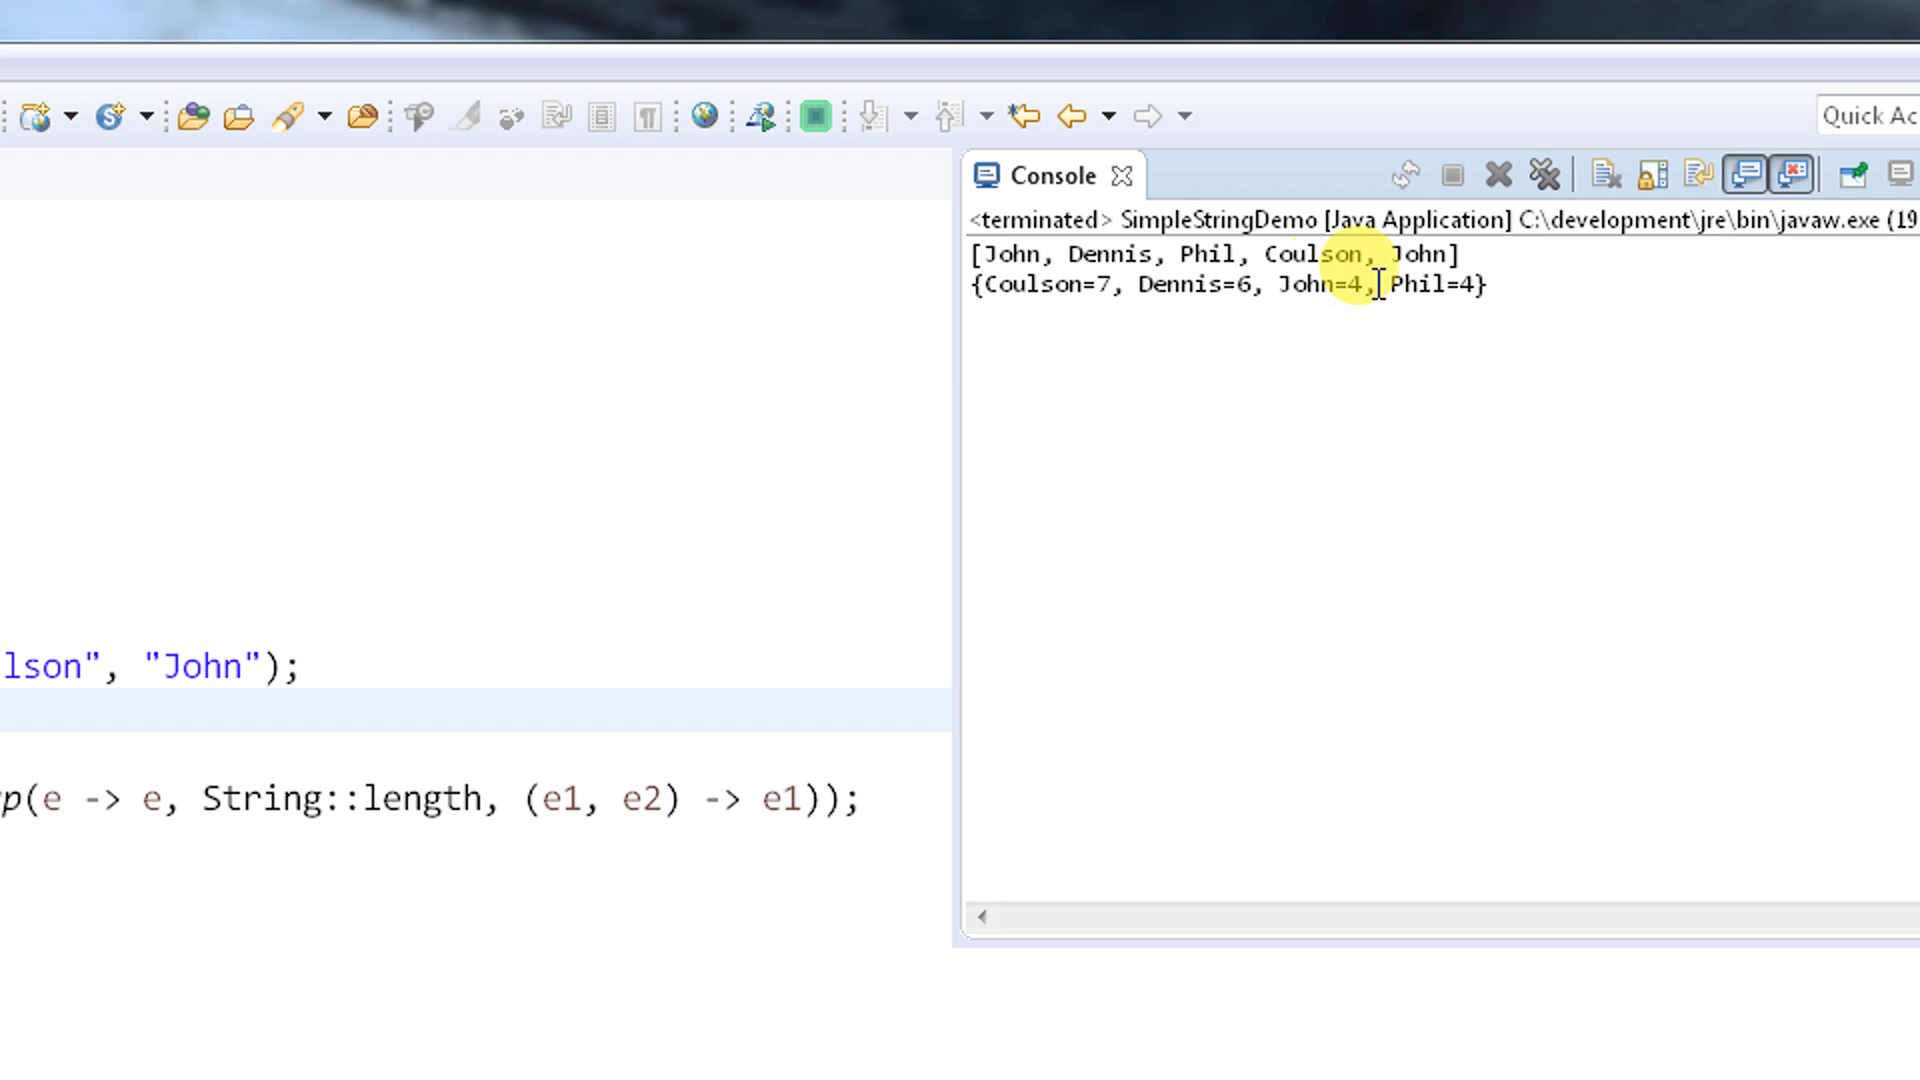 Quick Ac
Console
<terminated> SimpleStringDemo [Java Application] C:\development\jre\bin\javaw.exe (19
[John, Dennis, Phil, Coulson, John]
{Coulson=7, Dennis=6, John=4, Phil=4}
lson", "John");
p(e -> e, String::length, (e1, e2) -> e1));